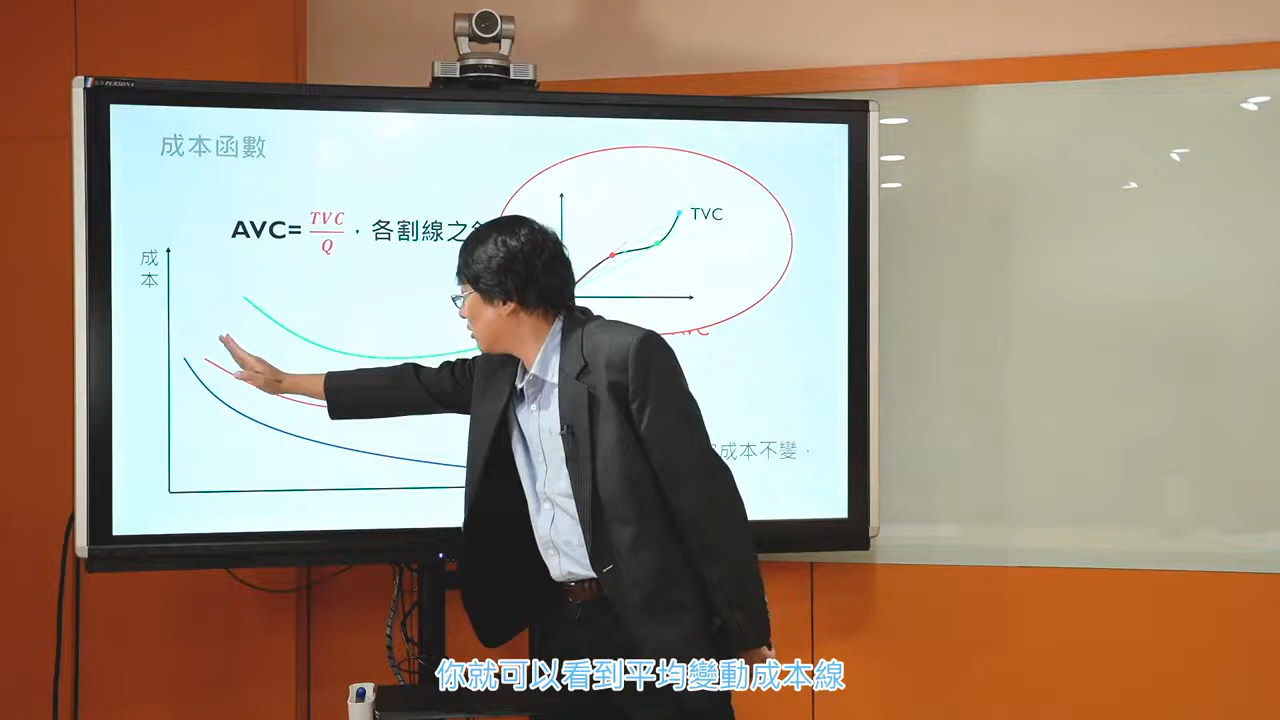 PERSONA
成本函數
AVC= TVC/Q，各割線之
TVC
成本
成本不變．
你就可以看到平均變動成本線